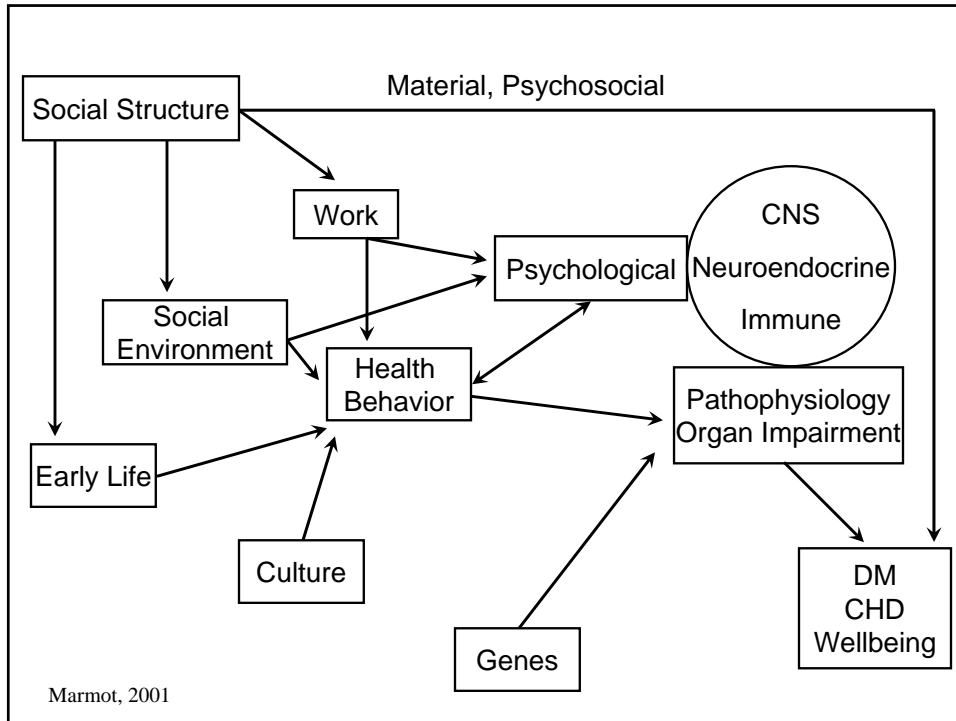 Material, Psychosocial
Social Structure
Work
CNS
Neuroendocrine
Immune
Psychological
Social
Environment
Health
Behavior
Pathophysiology
Organ Impairment
Early Life
Culture
DM
CHD
Wellbeing
Genes
Marmot, 2001